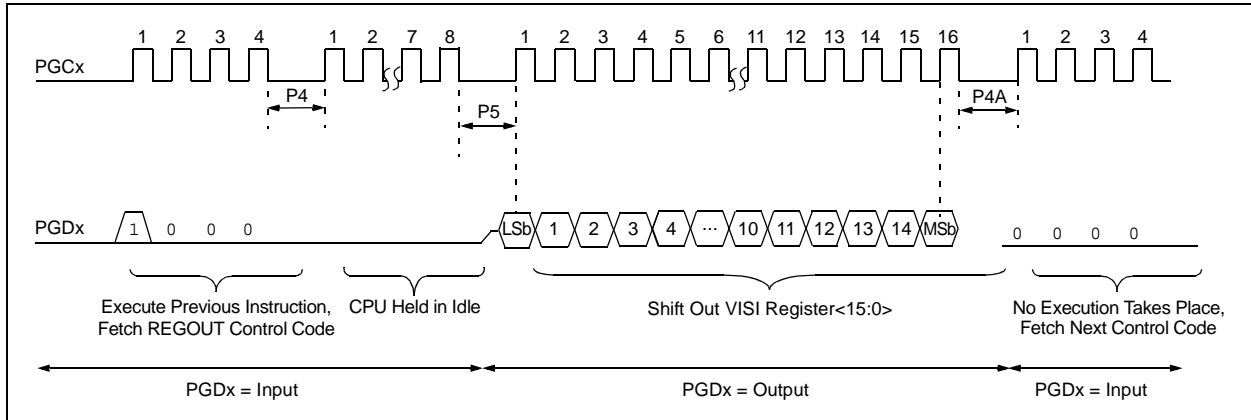 1 2 3 4 1 2 7 8 1 2 3 4 5 6 11 12 13 14 15 16 1 2 3 4
PGCx
P4 P5 P4A
PGDx
1 0 0 0 LSb 1 2 3 4 ... 10 11 12 13 14 MSb 0 0 0 0
Execute Previous Instruction,
Fetch REGOUT Control Code
CPU Held in Idle
Shift Out VISI Register<15:0>
No Execution Takes Place,
Fetch Next Control Code
PGDx = Input
PGDx = Output
PGDx = Input